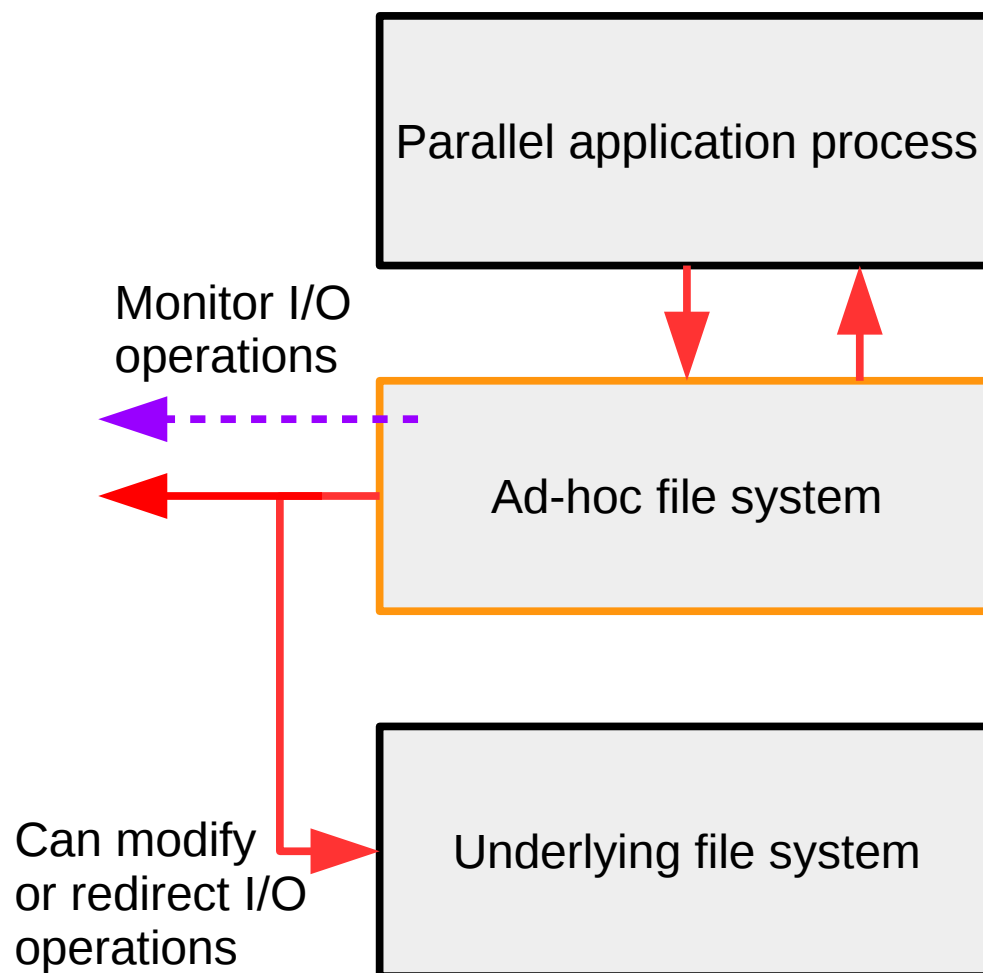 Parallel application process
Monitor I/O
operations
Ad-hoc file system
Underlying file system
Can modify
or redirect I/O
operations